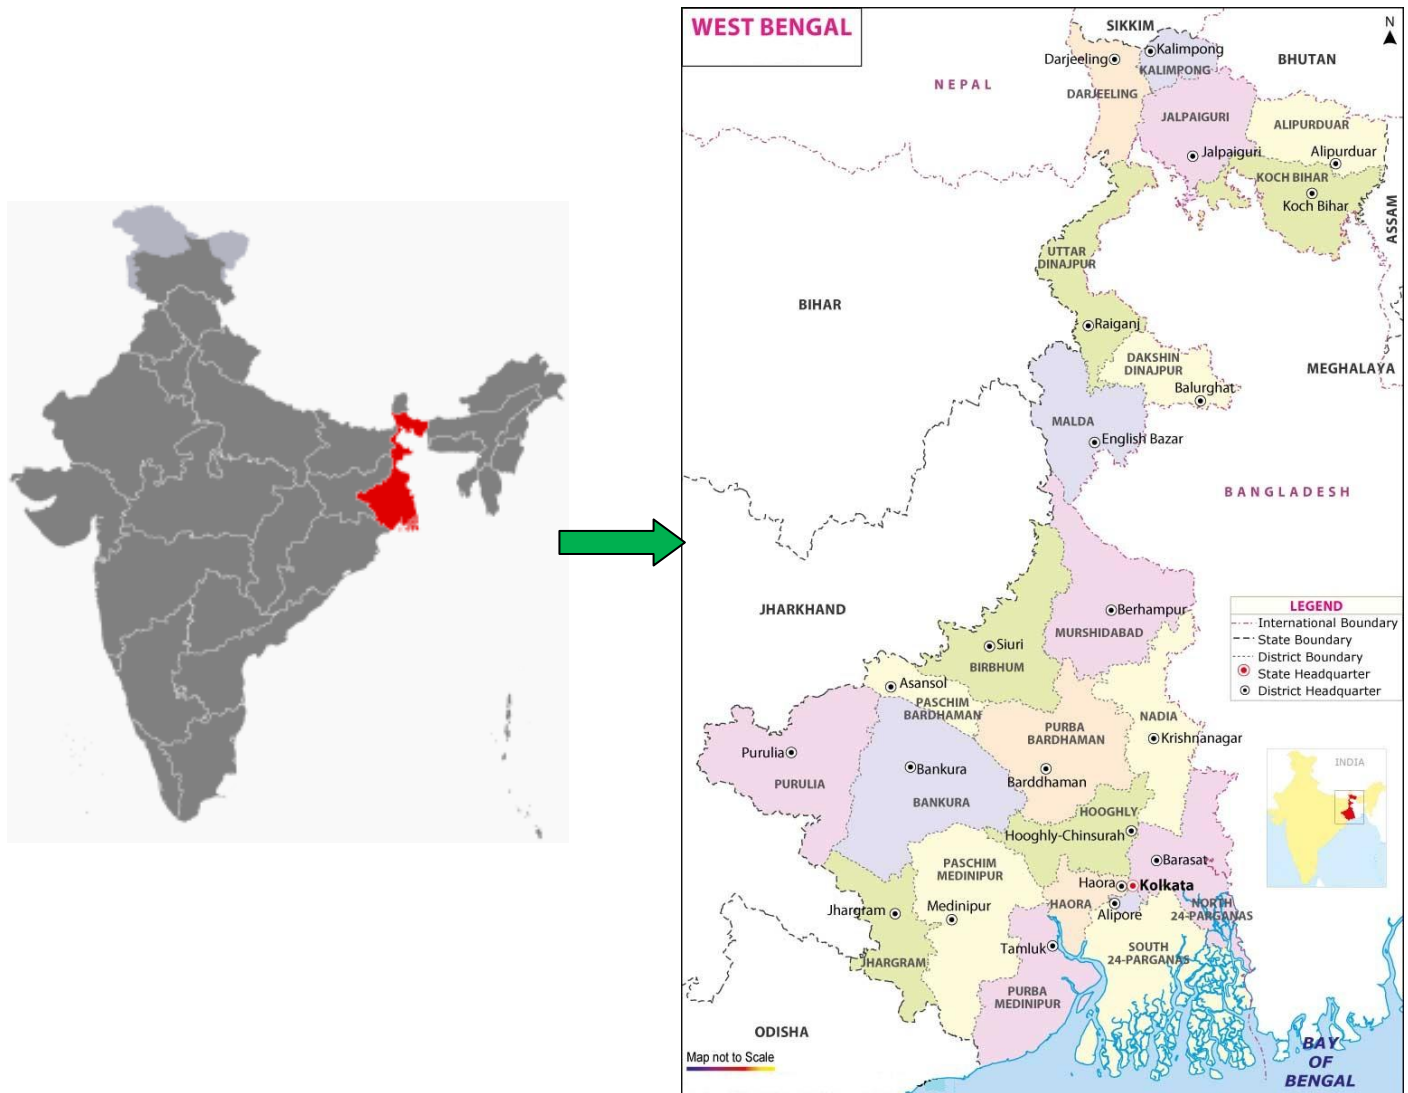 WEST BENGAL
N
SIKKIM
Kalimpong
Darjeeling
KALIMPONG
BHUTAN
NEPAL
DARJEELING
JALPAIGURI
ALIPURDUAR
Jalpaiguri
Alipurduar
KOCH BIHAR
Koch Bihar
ASSAM
UTTAR
DINAJPUR
BIHAR
Raiganj
DAKSHIN
DINAJPUR
MEGHALAYA
Balurghat
MALDA
English Bazar
BANGLADESH
JHARKHAND
Berhampur
MURSHIDABAD
Siuri
BIRBHUM
LEGEND
International Boundary
State Boundary
District Boundary
State Headquarter
District Headquarter
Asansol
PASCHIM
BARDHAMAN
PURBA
BARDHAMAN
NADIA
Krishnanagar
Purulia
PURULIA
Bankura
BANKURA
Barddhaman
INDIA
HOOGHLY
Hooghly-Chinsurah
PASCHIM
MEDINIPUR
Barasat
Haora
Kolkata
HAORA
Alipore
NORTH
24-PARGANAS
Jhargram
Medinipur
JHARGRAM
Tamluk
SOUTH
24-PARGANAS
PURBA
MEDINIPUR
ODISHA
Map not to Scale
BAY
OF
BENGAL